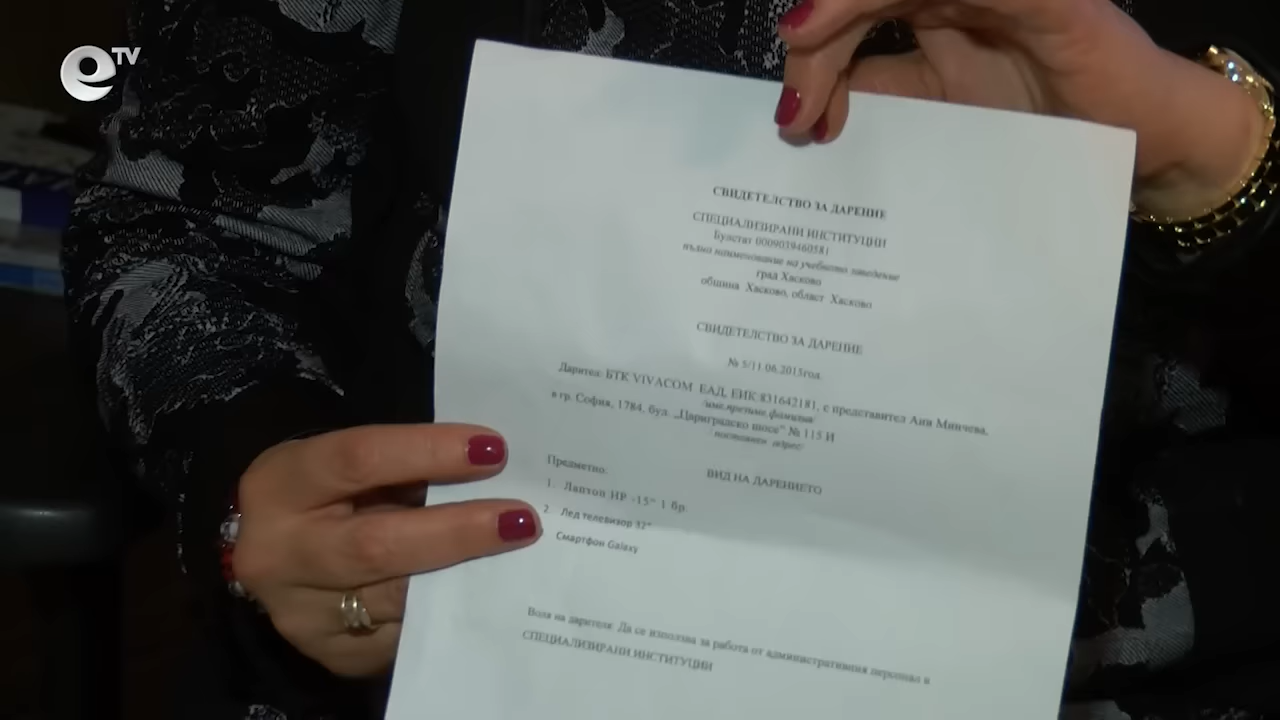 e TV
СВИДЕТЕЛСТВО ЗА ДАРЕНИЕ
СПЕЦИАЛИЗИРАНИ ИНСТИТУЦИИ
Булстат 0009039460581
пълно наименование на учебното заведение
град Хасково
община Хасково, област Хасково
СВИДЕТЕЛСТВО ЗА ДАРЕНИЕ
№ 5/11.06.2015год.
Дарител: БТК VIVACOM ЕАД, ЕИК 831642181, с представител Ани Минчева,
/име,презиме,фамилия/
в гр. София, 1784, бул. „Цариградско шосе" № 115 И
/ постоянен адрес/
ВИД НА ДАРЕНИЕТО
Предметно:
1. Лаптоп HP -15" 1 бр.
2 Лед телевизор 32"
Смартфон Galaxy
Воля на дарителя: Да се използва за работа от административния персонал в
СПЕЦИАЛИЗИРАНИ ИНСТИТУЦИИ